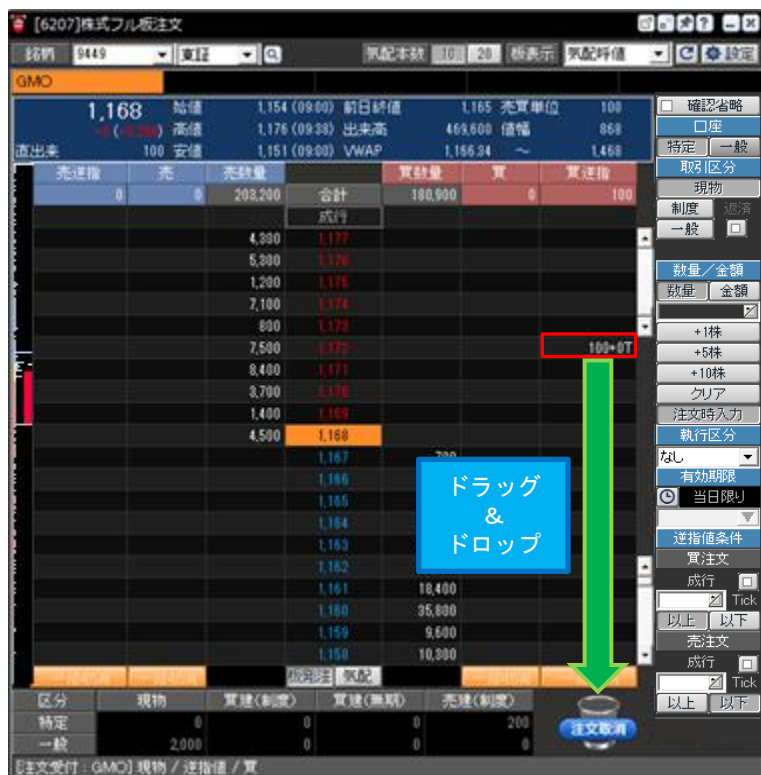 [6207]株式フル板注文
銘柄 9449 東証 気配本数 10 20 板表示 気配呼値 C 設定
GMO
1,168 始値 1,154 (09:00) 前日終値 1,165 売買単位 100 確認省略
高値 1,176 (09:38) 出来高 469,600 値幅 868 口座
直出来 100 安値 1,151 (09:00) VWAP 1,166.34 ～ 1,468 特定 一般
売逆指 売 売数量 買数量 買 買逆指 取引区分
0 0 203,200 合計 180,900 0 100 現物
成行 制度 返済
4,300 1,177 一般
5,300 1,176
1,200 1,175 数量／金額
7,100 1,174 数量 金額
800 1,173
7,500 1,172 100+0T +1株
8,400 1,171 +5株
3,700 1,170 +10株
1,400 1,169 クリア
4,500 1,168 注文時入力
1,167 700 執行区分
なし
1,166 ドラッグ 有効期限
1,165 & 当日限り
1,164 ドロップ
1,163 逆指値条件
1,162 買注文
1,161 18,400 成行
1,160 35,800 Tick
1,159 9,600 以上 以下
1,158 10,300 売注文
板発注 気配 成行
Tick
区分 現物 買建(制度) 買建(無期) 売建(制度) 以上 以下
特定 0 0 0 200 注文取消
一般 2,000 0 0 0
[注文受付：GMO] 現物 / 逆指値 / 買